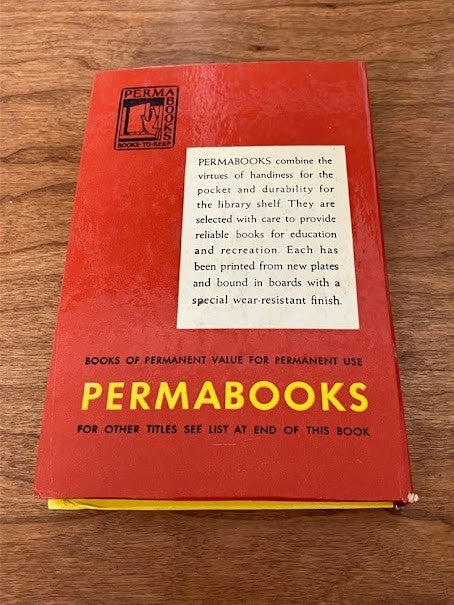 PERMA
BOOKS
BOOKS-TO-KEEP
PERMABOOKS combine the
virtues of handiness for the
pocket and durability for
the library shelf. They are
selected with care to provide
reliable books for education
and recreation. Each has
been printed from new plates
and bound in boards with a
special wear-resistant finish.
BOOKS OF PERMANENT VALUE FOR PERMANENT USE
PERMABOOKS
FOR OTHER TITLES SEE LIST AT END OF THIS BOOK